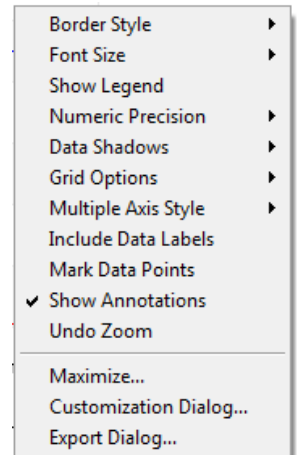 Border Style
Font Size
Show Legend
Numeric Precision
Data Shadows
Grid Options
Multiple Axis Style
Include Data Labels
Mark Data Points
Show Annotations
Undo Zoom
Maximize...
Customization Dialog...
Export Dialog...